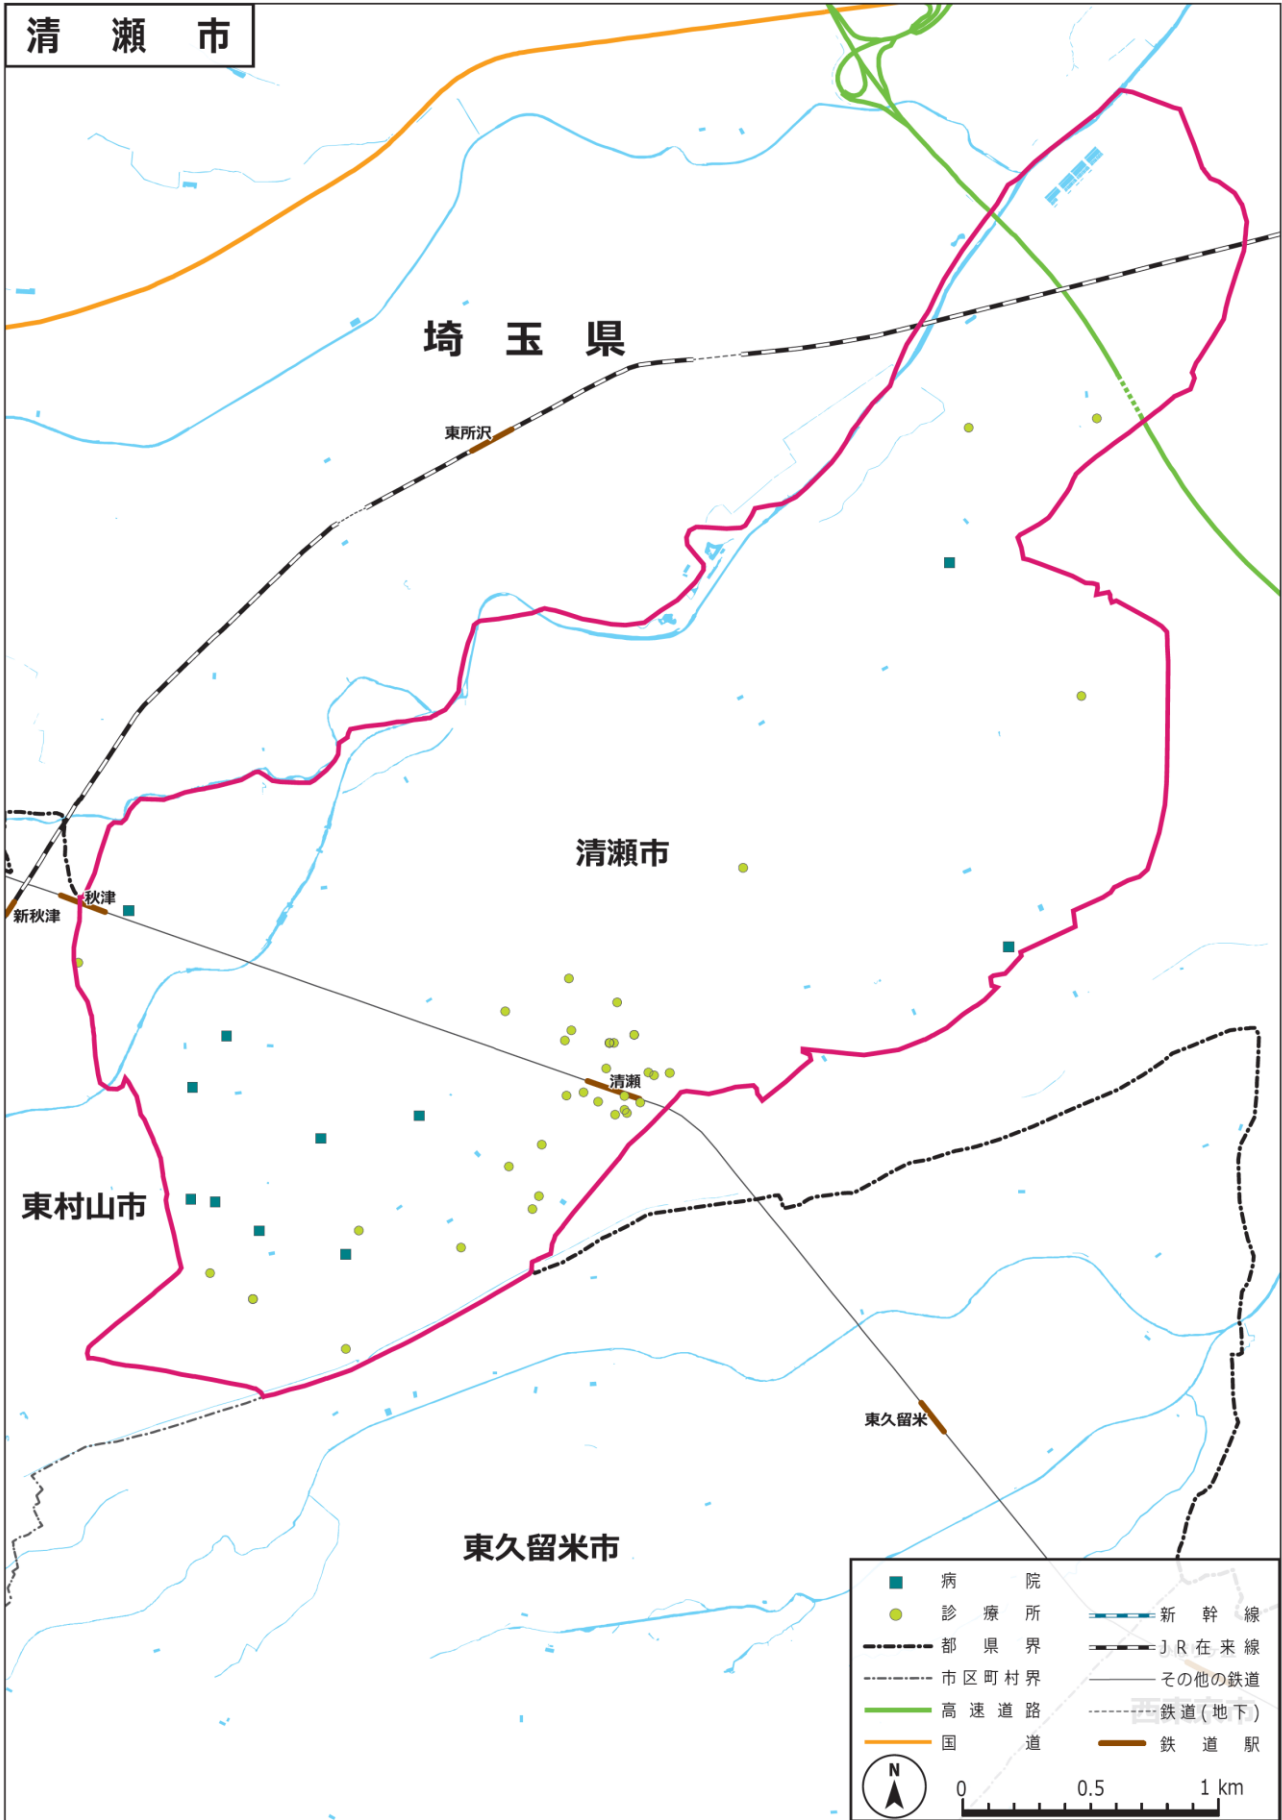 清瀬市
埼玉県
東所沢
清瀬市
秋津
新秋津
清瀬
東村山市
東久留米
東久留米市
病院
診療所
都県界
市区町村界
高速道路
国道
新幹線
JR在来線
その他の鉄道
鉄道(地下)
鉄道駅
西東京市
N
0 0.5 1 km